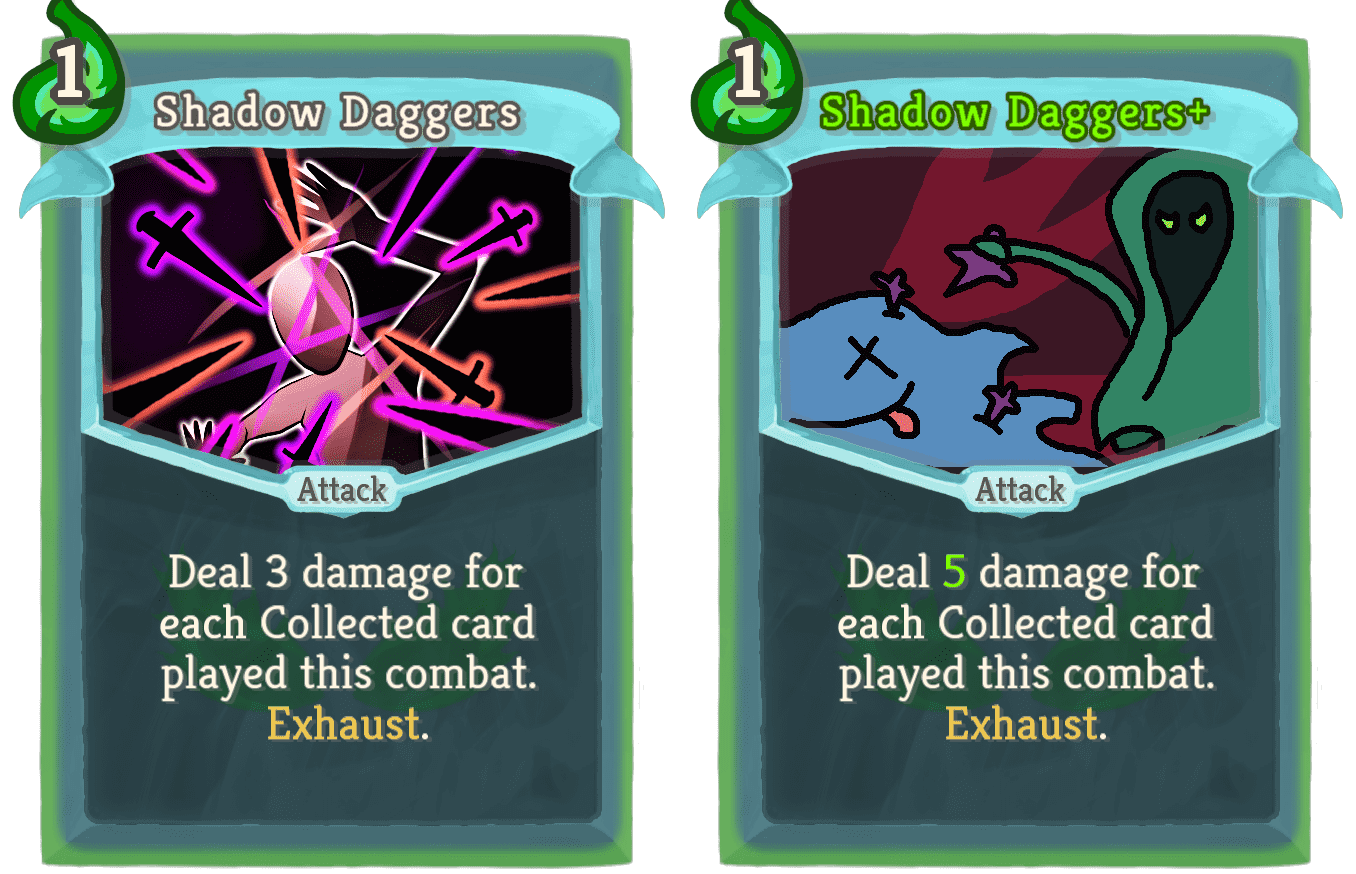 1
Shadow Daggers
Attack
Deal 3 damage for
each Collected card
played this combat.
Exhaust.
1
Shadow Daggers+
Attack
Deal 5 damage for
each Collected card
played this combat.
Exhaust.